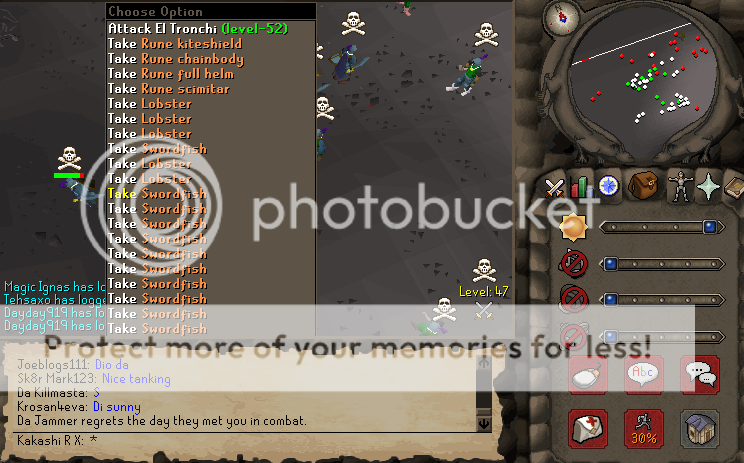 Choose Option
Attack El Tronchi (level-52)
Take Rune kiteshield
Take Rune chainbody
Take Rune full helm
Take Rune scimitar
Take Lobster
Take Lobster
Take Lobster
Take Swordfish
Take Lobster
Take Lobster
Take Swordfish
Take Swordfish
Take Swordfish
Take Swordfish
Take Swordfish
Take Swordfish
Take Swordfish
Take Swordfish
Take Swordfish
Take Swordfish
photobucket
Level: 47
Magic Ignas has lo
Tehsaxo has logge
Dayday919 has lo
Dayday919 has lo
Protect more of your memories for less!
Joeblogs111: Dio da
Sk8r Mark123: Nice tanking
Da Killmasta: S
Krosan4eva: Di sunny
Da Jammer regrets the day they met you in combat.
Kakashi R X: *
Abc
30%